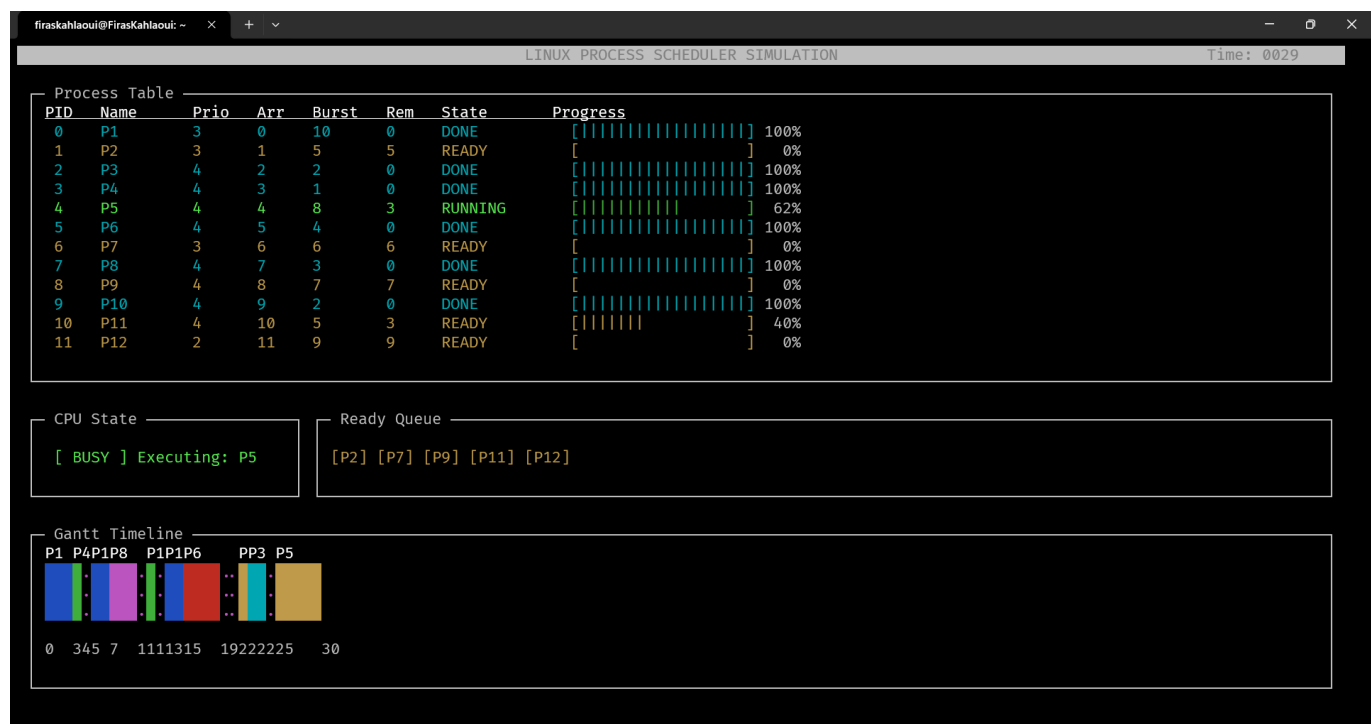 firaskahlaoui@FirasKahlaoui: ~
LINUX PROCESS SCHEDULER SIMULATION Time: 0029
Process Table
PID Name Prio Arr Burst Rem State Progress
0 P1 3 0 10 0 DONE [|||||||||||||||||||] 100%
1 P2 3 1 5 5 READY [ ] 0%
2 P3 4 2 2 0 DONE [|||||||||||||||||||] 100%
3 P4 4 3 1 0 DONE [|||||||||||||||||||] 100%
4 P5 4 4 8 3 RUNNING [||||||||||| ] 62%
5 P6 4 5 4 0 DONE [|||||||||||||||||||] 100%
6 P7 3 6 6 6 READY [ ] 0%
7 P8 4 7 3 0 DONE [|||||||||||||||||||] 100%
8 P9 4 8 7 7 READY [ ] 0%
9 P10 4 9 2 0 DONE [|||||||||||||||||||] 100%
10 P11 4 10 5 3 READY [||||||| ] 40%
11 P12 2 11 9 9 READY [ ] 0%
CPU State
[ BUSY ] Executing: P5
Ready Queue
[P2] [P7] [P9] [P11] [P12]
Gantt Timeline
P1 P4P1P8 P1P1P6 PP3 P5
0 345 7 1111315 19222225 30